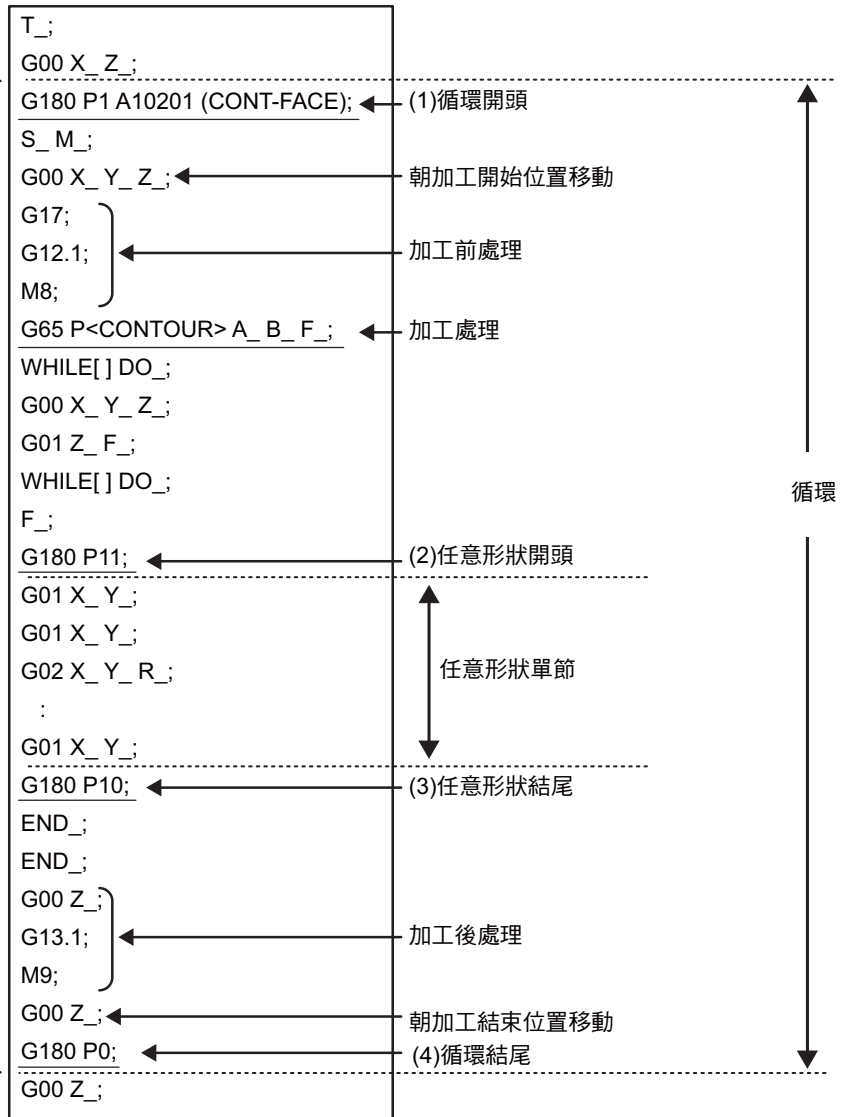 T_;
G00 X_ Z_;
G180 P1 A10201 (CONT-FACE); (1)循環開頭
S_ M_;
G00 X_ Y_ Z_; 朝加工開始位置移動
G17;
G12.1; 加工前處理
M8;
G65 P<CONTOUR> A_ B_ F_; 加工處理
WHILE[ ] DO_;
G00 X_ Y_ Z_;
G01 Z_ F_;
WHILE[ ] DO_;
循環
F_;
G180 P11; (2)任意形狀開頭
G01 X_ Y_;
G01 X_ Y_;
G02 X_ Y_ R_; 任意形狀單節
:
G01 X_ Y_;
G180 P10; (3)任意形狀結尾
END_;
END_;
G00 Z_;
G13.1; 加工後處理
M9;
G00 Z_; 朝加工結束位置移動
G180 P0; (4)循環結尾
G00 Z_;